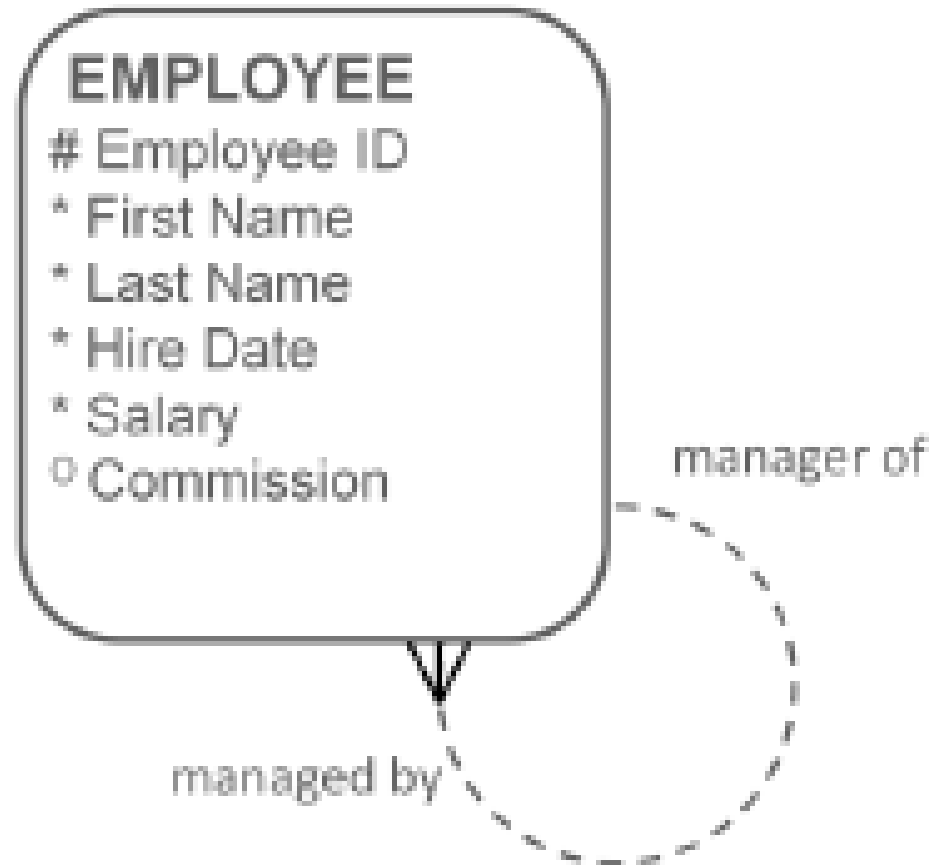 EMPLOYEE
# Employee ID
* First Name
* Last Name
* Hire Date
* Salary
o Commission
manager of
managed by